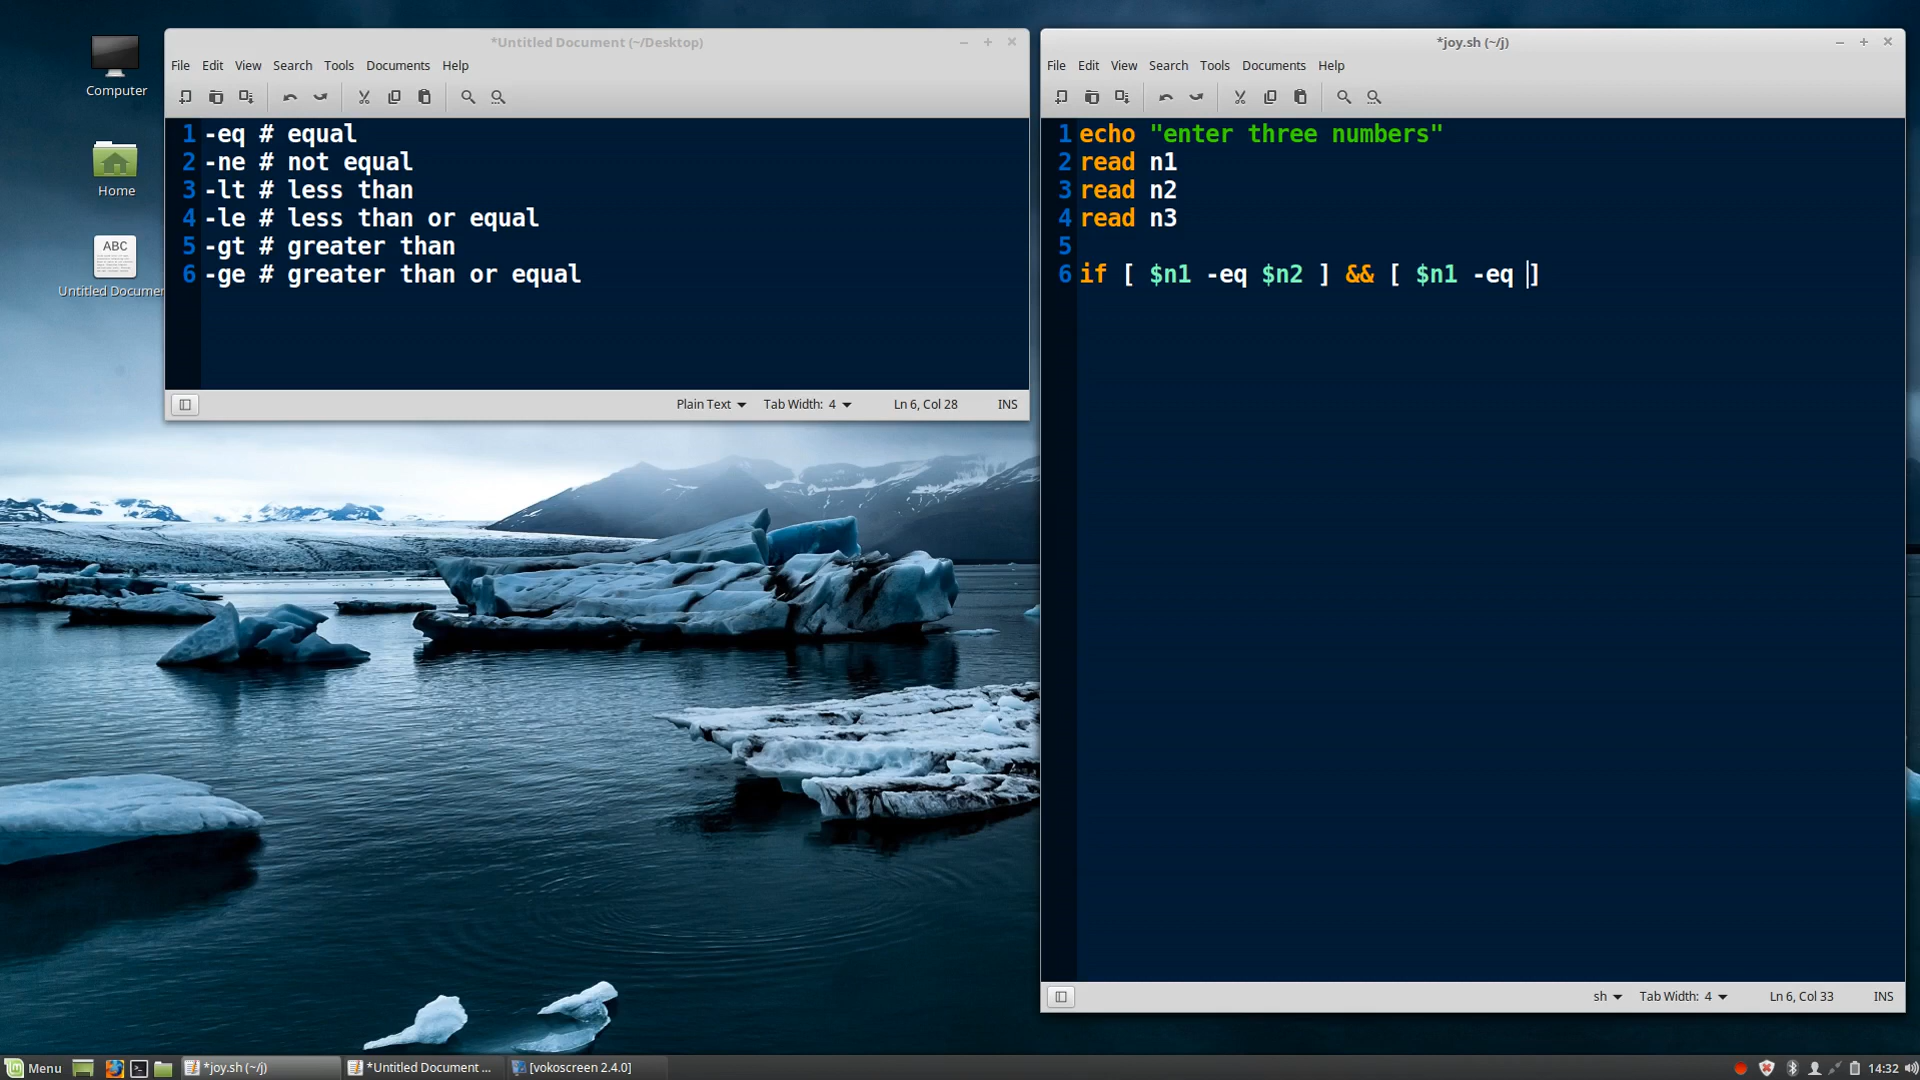 Computer
Home
ABC
Untitled Documen
*Untitled Document (~/Desktop)
File Edit View Search Tools Documents Help
1 -eq # equal
2 -ne # not equal
3 -lt # less than
4 -le # less than or equal
5 -gt # greater than
6 -ge # greater than or equal
Plain Text Tab Width: 4 Ln 6, Col 28 INS
*joy.sh (~/j)
File Edit View Search Tools Documents Help
1 echo "enter three numbers"
2 read n1
3 read n2
4 read n3
5
6 if [ $n1 -eq $n2 ] && [ $n1 -eq ]
sh Tab Width: 4 Ln 6, Col 33 INS
Menu *joy.sh (~/j) *Untitled Document ... [vokoscreen 2.4.0] 14:32